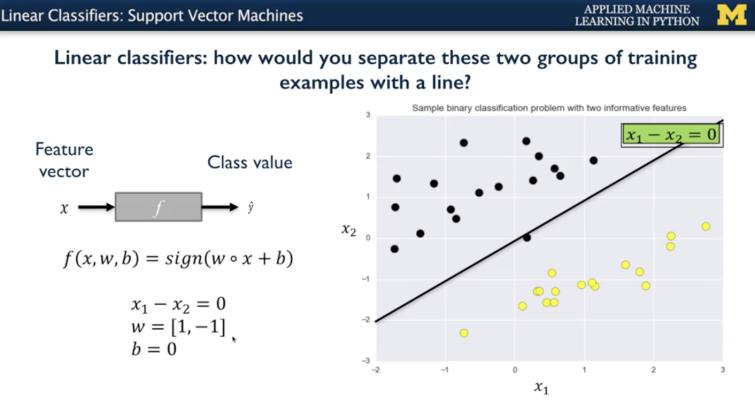 Linear Classifiers: Support Vector Machines
APPLIED MACHINE
LEARNING IN PYTHON
M
Linear classifiers: how would you separate these two groups of training
examples with a line?
Feature
vector
Class value
x
f
ŷ
f(x, w, b) = sign(w ∘ x + b)
x₁ − x₂ = 0
w = [1, −1]
b = 0
Sample binary classification problem with two informative features
x₁ − x₂ = 0
3
2
1
0
−1
−2
−3
x₂
−2 −1 0 1 2 3
x₁